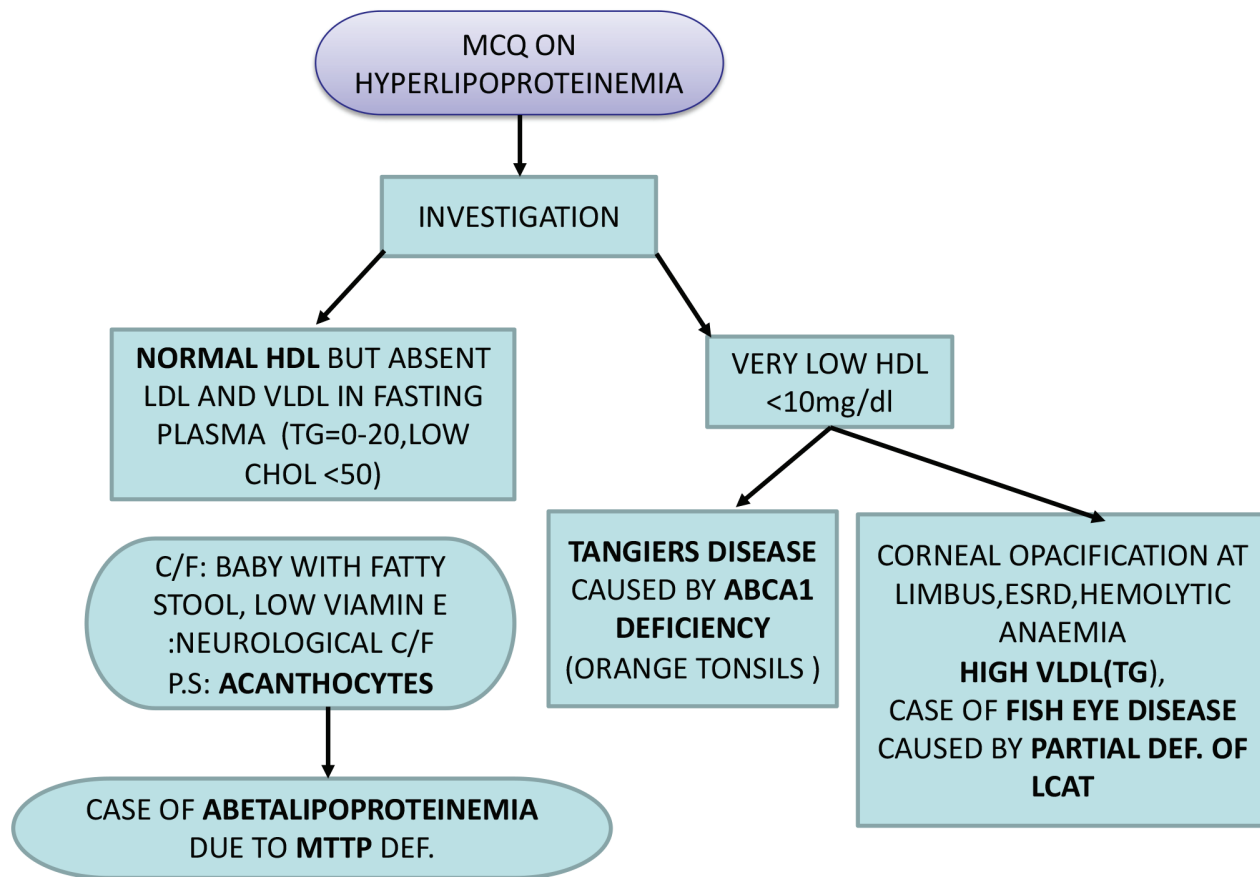 MCQ ON
HYPERLIPOPROTEINEMIA
INVESTIGATION
NORMAL HDL BUT ABSENT
LDL AND VLDL IN FASTING
PLASMA (TG=0-20,LOW
CHOL <50)
VERY LOW HDL
<10mg/dl
C/F: BABY WITH FATTY
STOOL, LOW VIAMIN E
:NEUROLOGICAL C/F
P.S: ACANTHOCYTES
TANGIERS DISEASE
CAUSED BY ABCA1
DEFICIENCY
(ORANGE TONSILS )
CORNEAL OPACIFICATION AT
LIMBUS,ESRD,HEMOLYTIC
ANAEMIA
HIGH VLDL(TG),
CASE OF FISH EYE DISEASE
CAUSED BY PARTIAL DEF. OF
LCAT
CASE OF ABETALIPOPROTEINEMIA
DUE TO MTTP DEF.